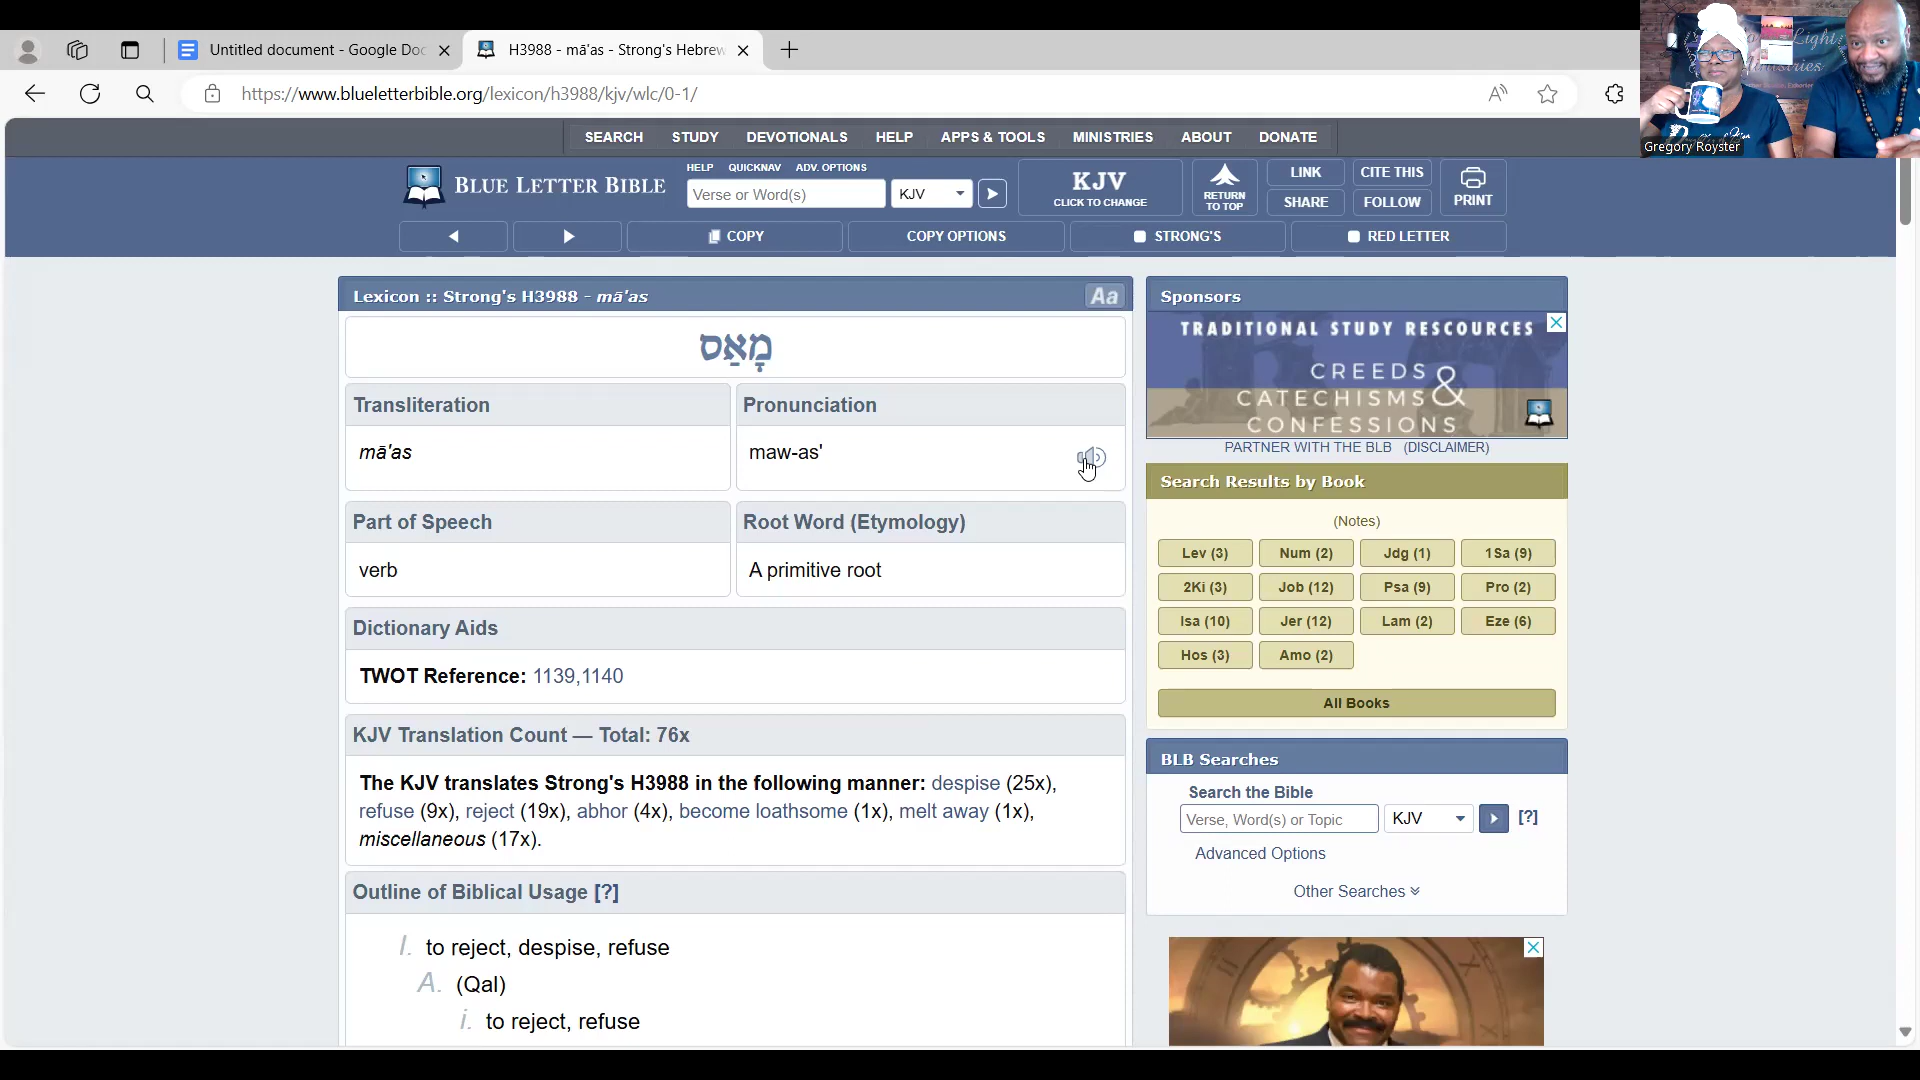 Untitled document - Google Doc
H3988 - mā'as - Strong's Hebrew
https://www.blueletterbible.org/lexicon/h3988/kjv/wlc/0-1/
Light
Gregory Royster
SEARCH STUDY DEVOTIONALS HELP APPS & TOOLS MINISTRIES ABOUT DONATE
BLUE LETTER BIBLE
HELP QUICKNAV ADV. OPTIONS
Verse or Word(s) KJV
KJV
CLICK TO CHANGE
RETURN
TO TOP
LINK CITE THIS
SHARE FOLLOW
PRINT
COPY COPY OPTIONS STRONG'S RED LETTER
Lexicon :: Strong's H3988 - mā'as Aa
מָאַס
Transliteration
mā'as
Pronunciation
maw-as'
Part of Speech
verb
Root Word (Etymology)
A primitive root
Dictionary Aids
TWOT Reference: 1139,1140
KJV Translation Count — Total: 76x
The KJV translates Strong's H3988 in the following manner: despise (25x),
refuse (9x), reject (19x), abhor (4x), become loathsome (1x), melt away (1x),
miscellaneous (17x).
Outline of Biblical Usage [?]
I. to reject, despise, refuse
A. (Qal)
i. to reject, refuse
Sponsors
TRADITIONAL STUDY RESCOURCES
CREEDS &
CATECHISMS
CONFESSIONS
PARTNER WITH THE BLB (DISCLAIMER)
Search Results by Book
(Notes)
Lev (3) Num (2) Jdg (1) 1Sa (9)
2Ki (3) Job (12) Psa (9) Pro (2)
Isa (10) Jer (12) Lam (2) Eze (6)
Hos (3) Amo (2)
All Books
BLB Searches
Search the Bible
Verse, Word(s) or Topic KJV [?]
Advanced Options
Other Searches